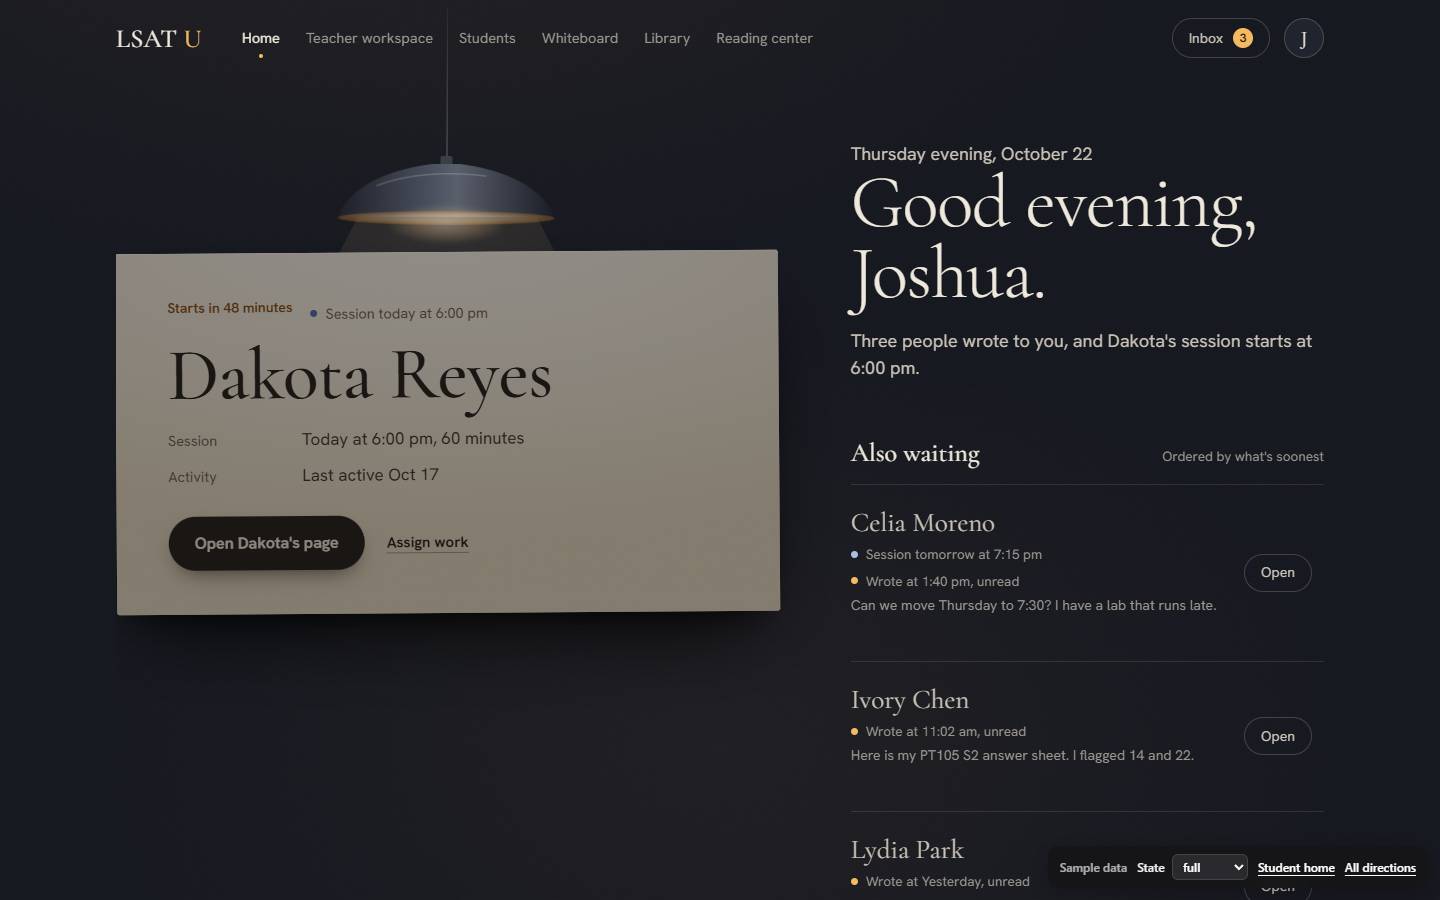 LSAT U
Home
Teacher workspace
Students
Whiteboard
Library
Reading center
Inbox 3
J
Starts in 48 minutes
Session today at 6:00 pm
Dakota Reyes
Session
Today at 6:00 pm, 60 minutes
Activity
Last active Oct 17
Open Dakota's page
Assign work
Thursday evening, October 22
Good evening,
Joshua.
Three people wrote to you, and Dakota's session starts at
6:00 pm.
Also waiting
Ordered by what's soonest
Celia Moreno
Session tomorrow at 7:15 pm
Wrote at 1:40 pm, unread
Can we move Thursday to 7:30? I have a lab that runs late.
Open
Ivory Chen
Wrote at 11:02 am, unread
Here is my PT105 S2 answer sheet. I flagged 14 and 22.
Open
Lydia Park
Wrote at Yesterday, unread
Open
Sample data
State
full
Student home
All directions